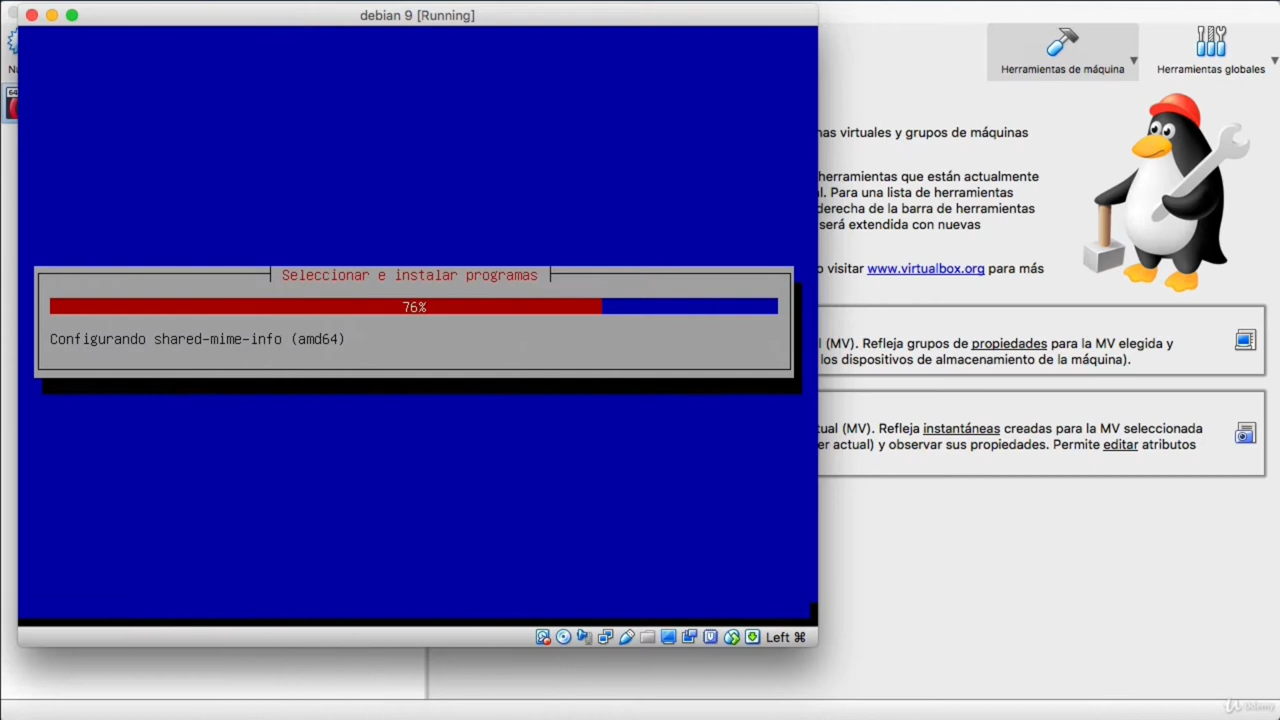 debian 9 [Running]
Herramientas de máquina
Herramientas globales
nas virtuales y grupos de máquinas
herramientas que están actualmente
l. Para una lista de herramientas
derecha de la barra de herramientas
será extendida con nuevas
o visitar www.virtualbox.org para más
Seleccionar e instalar programas
76%
Configurando shared-mime-info (amd64)
l (MV). Refleja grupos de propiedades para la MV elegida y
los dispositivos de almacenamiento de la máquina).
tual (MV). Refleja instantáneas creadas para la MV seleccionada
er actual) y observar sus propiedades. Permite editar atributos
Left ⌘
Udemy